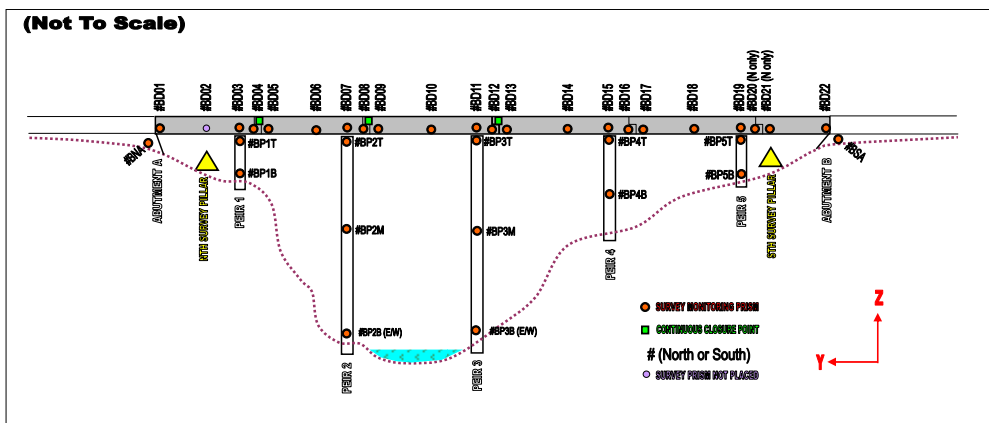 (Not To Scale)
#BD01
#BD02
#BD03
#BD04
#BD05
#BD06
#BD07
#BD08
#BD09
#BD10
#BD11
#BD12
#BD13
#BD14
#BD15
#BD16
#BD17
#BD18
#BD19
#BD20 (N only)
#BD21 (N only)
#BD22
#BNA
#BP1T
#BP2T
#BP3T
#BP4T
#BP5T
#BSA
#BP1B
#BP5B
#BP4B
#BP2M
#BP3M
#BP2B (E/W)
#BP3B (E/W)
ABUTMENT A
NTH SURVEY PILLAR
PEIR 1
PEIR 2
PEIR 3
PEIR 4
PEIR 5
STH SURVEY PILLAR
ABUTMENT B
SURVEY MONITORING PRISM
CONTINUOUS CLOSURE POINT
# (North or South)
SURVEY PRISM NOT PLACED
Z
Y